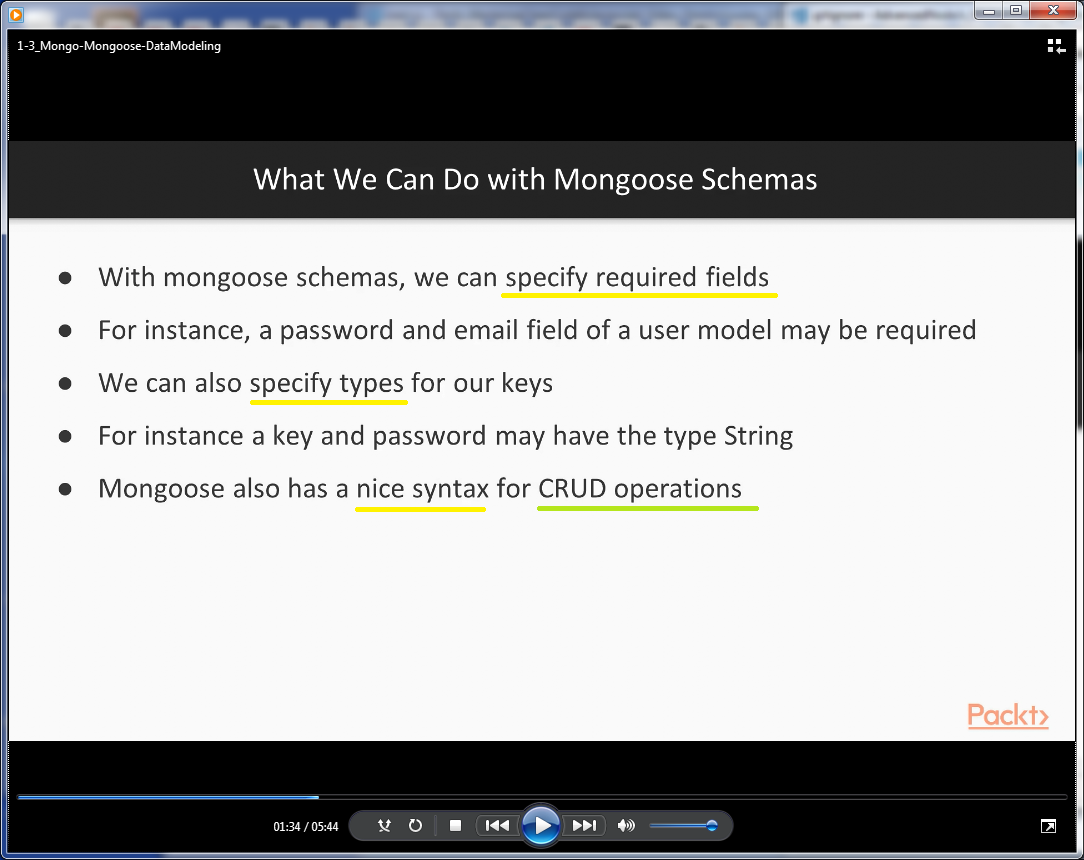 1-3_Mongo-Mongoose-DataModeling
What We Can Do with Mongoose Schemas
● With mongoose schemas, we can specify required fields
● For instance, a password and email field of a user model may be required
● We can also specify types for our keys
● For instance a key and password may have the type String
● Mongoose also has a nice syntax for CRUD operations
Packt>
01:34 / 05:44